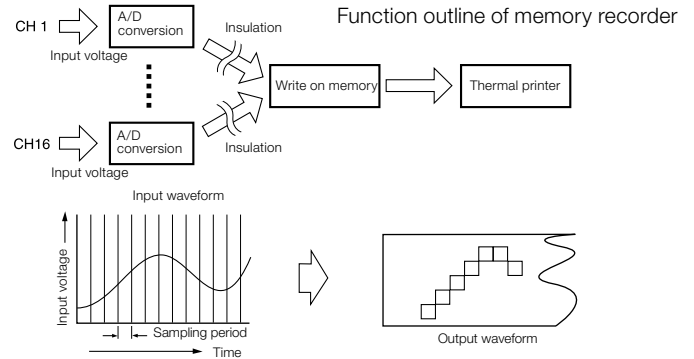 Function outline of memory recorder
CH 1
A/D
conversion
Insulation
Input voltage
Write on memory
Thermal printer
CH16
A/D
conversion
Insulation
Input voltage
Input waveform
Input voltage
Sampling period
Time
Output waveform